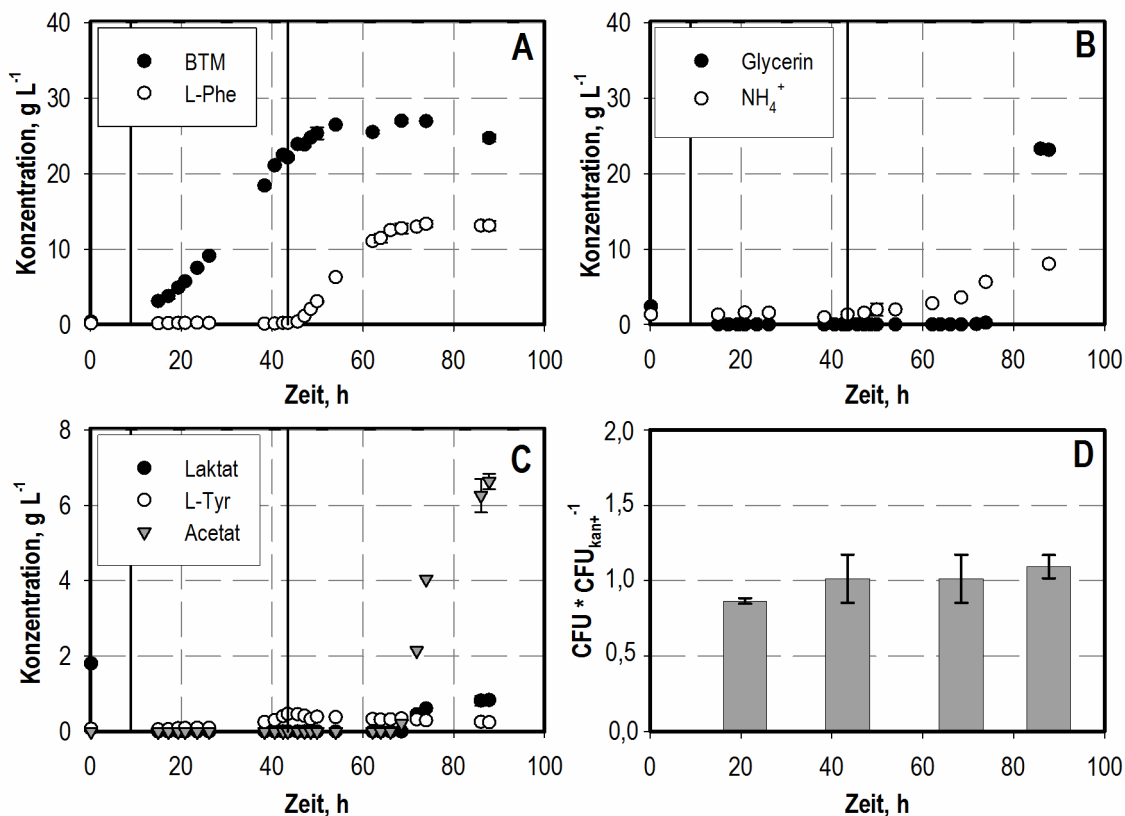 A
BTM
L-Phe
Konzentration, g L⁻¹
40
30
20
10
0
0 20 40 60 80 100
Zeit, h
B
Glycerin
NH₄⁺
Konzentration, g L⁻¹
40
30
20
10
0
0 20 40 60 80 100
Zeit, h
C
Laktat
L-Tyr
Acetat
Konzentration, g L⁻¹
8
6
4
2
0
0 20 40 60 80 100
Zeit, h
D
CFU * CFUₖₐₙ₊⁻¹
2,0
1,5
1,0
0,5
0,0
0 20 40 60 80 100
Zeit, h